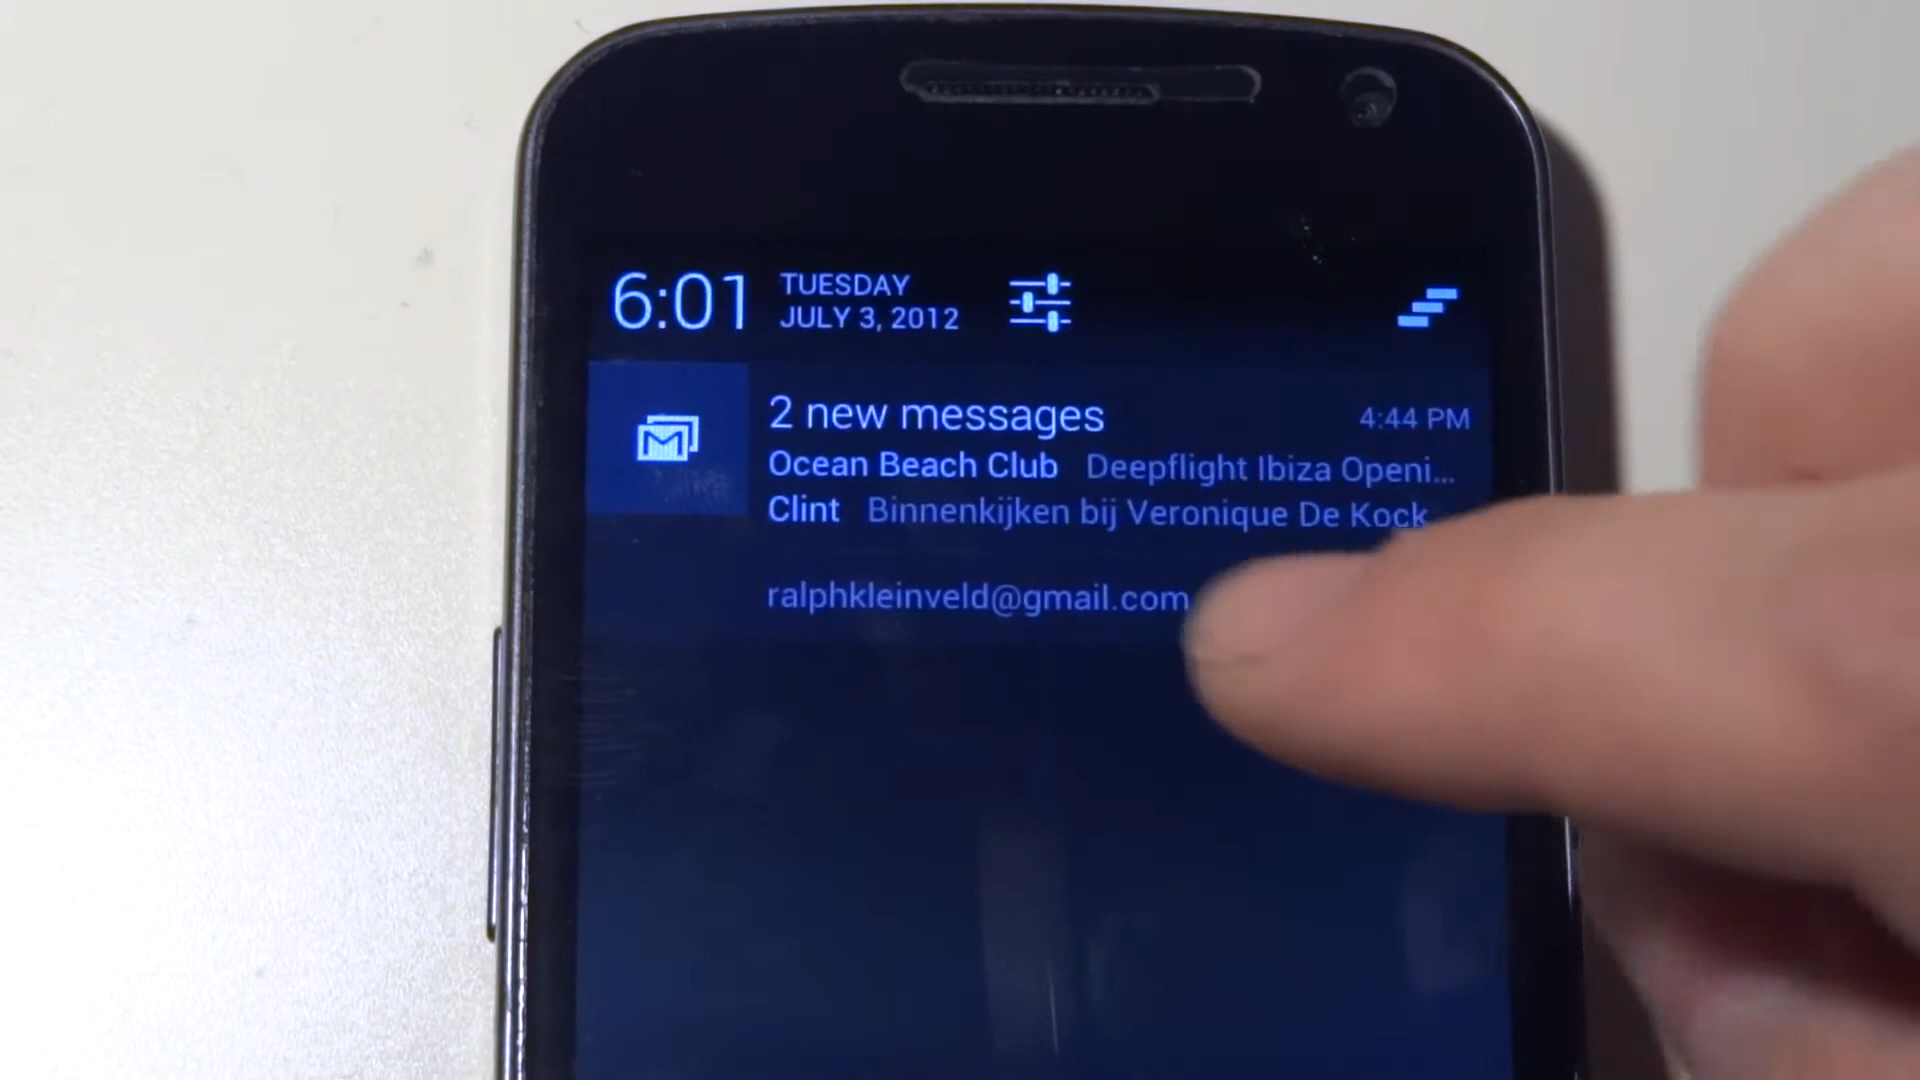 6:01
TUESDAY
JULY 3, 2012
2 new messages
4:44 PM
Ocean Beach Club Deepflight Ibiza Openi...
Clint Binnenkijken bij Veronique De Kock
ralphkleinveld@gmail.com